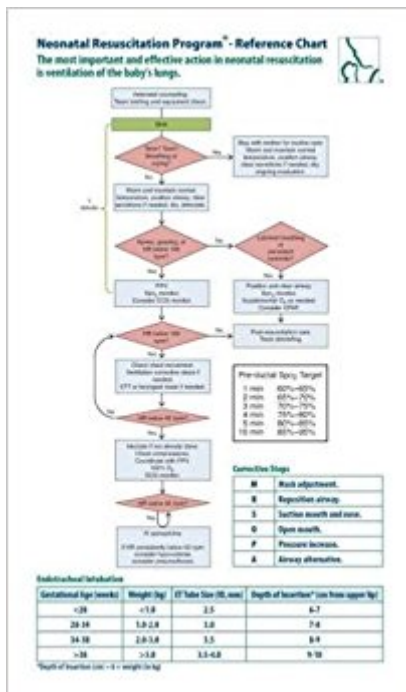 Neonatal Resuscitation Program® - Reference Chart
The most important and effective action in neonatal resuscitation
is ventilation of the baby's lungs.
Antenatal counseling
Team briefing and equipment check
Birth
Term? Tone?
Breathing or
crying?
Yes
Stay with mother for routine care:
Warm and maintain normal
temperature, position airway, clear
secretions if needed, dry,
ongoing evaluation
No
1
minute
Warm and maintain normal
temperature, position airway, clear
secretions if needed, dry, stimulate
Apnea, gasping, or
HR below 100
bpm?
No
Labored breathing
or
persistent
cyanosis?
Yes
Yes
PPV
SpO₂ monitor
Consider ECG monitor
Position and clear airway
SpO₂ monitor
Supplemental O₂ as needed
Consider CPAP
HR below 100
bpm?
No
Post-resuscitation care
Team debriefing
Yes
Check chest movement
Ventilation corrective steps if
needed
ETT or laryngeal mask if needed
No
HR below 60 bpm?
Yes
Intubate if not already done
Chest compressions
Coordinate with PPV
100% O₂
ECG monitor
HR below 60 bpm?
IV epinephrine
If HR persistently below 60 bpm:
consider hypovolemia
consider pneumothorax
Pre-ductal SpO₂ Target
1 min 60%–65%
2 min 65%–70%
3 min 70%–75%
4 min 75%–80%
5 min 80%–85%
10 min 85%–95%
Corrective Steps
M Mask adjustment.
R Reposition airway.
S Suction mouth and nose.
O Open mouth.
P Pressure increase.
A Airway alternative.
Endotracheal Intubation
Gestational Age (weeks) Weight (kg) ET Tube Size (ID, mm) Depth of Insertion* (cm from upper lip)
<28 <1.0 2.5 6-7
28-34 1.0-2.0 3.0 7-8
34-38 2.0-3.0 3.5 8-9
>38 >3.0 3.5-4.0 9-10
*Depth of Insertion (cm) = 6 + weight (in kg)